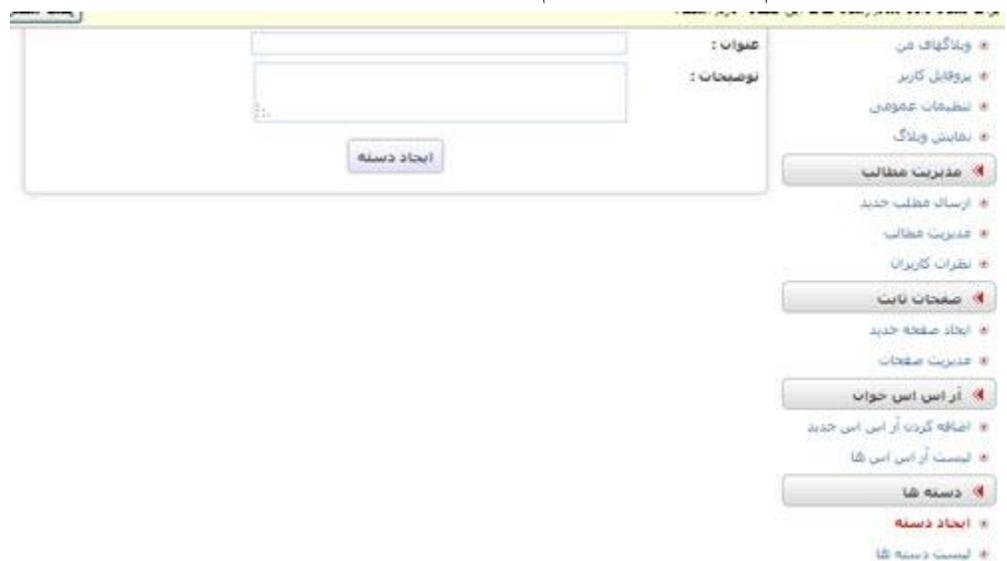 عنوان :
توضیحات :
ایجاد دسته
وبلاگهای من
پروفایل کاربر
تنظیمات عمومی
نمایش وبلاگ
مدیریت مطالب
ارسال مطلب جدید
مدیریت مطالب
نظرات کاربران
صفحات ثابت
ایجاد صفحه جدید
مدیریت صفحات
آر اس اس خوان
اضافه کردن آر اس اس جدید
لیست آر اس اس ها
دسته ها
ایجاد دسته
لیست دسته ها